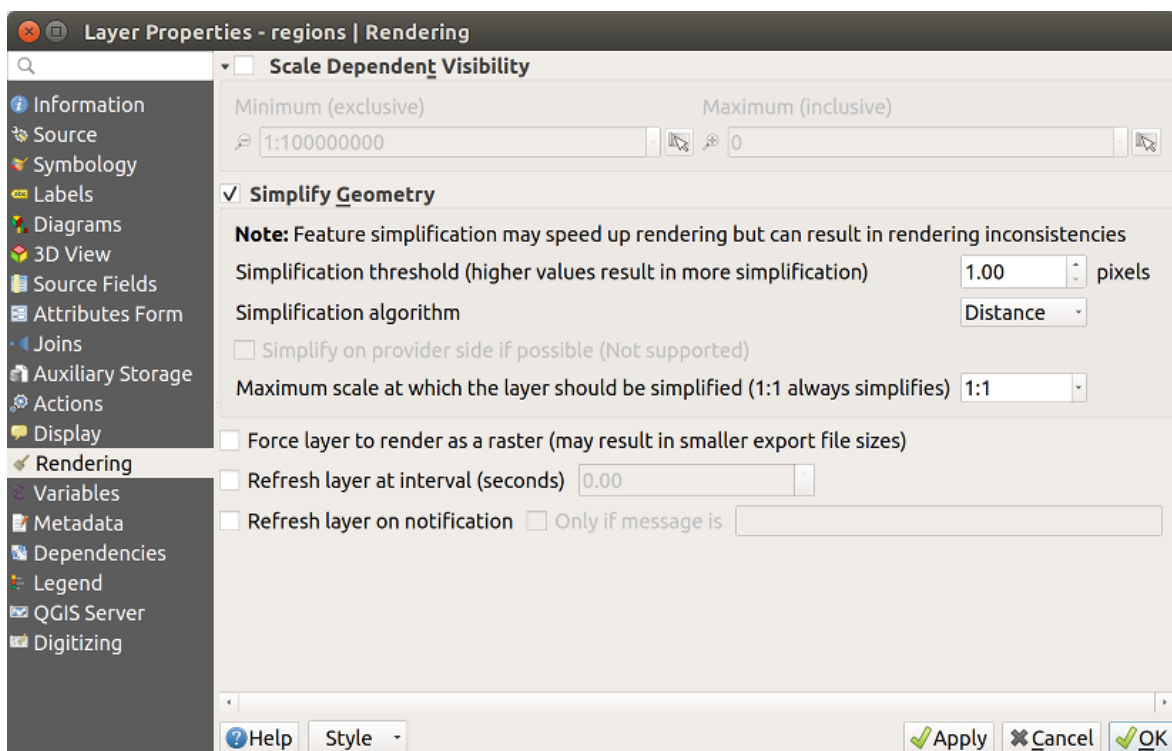 Layer Properties - regions | Rendering
Information
Source
Symbology
Labels
Diagrams
3D View
Source Fields
Attributes Form
Joins
Auxiliary Storage
Actions
Display
Rendering
Variables
Metadata
Dependencies
Legend
QGIS Server
Digitizing
Scale Dependent Visibility
Minimum (exclusive) Maximum (inclusive)
1:100000000 0
Simplify Geometry
Note: Feature simplification may speed up rendering but can result in rendering inconsistencies
Simplification threshold (higher values result in more simplification) 1.00 pixels
Simplification algorithm Distance
Simplify on provider side if possible (Not supported)
Maximum scale at which the layer should be simplified (1:1 always simplifies) 1:1
Force layer to render as a raster (may result in smaller export file sizes)
Refresh layer at interval (seconds) 0.00
Refresh layer on notification Only if message is
Help Style Apply Cancel OK